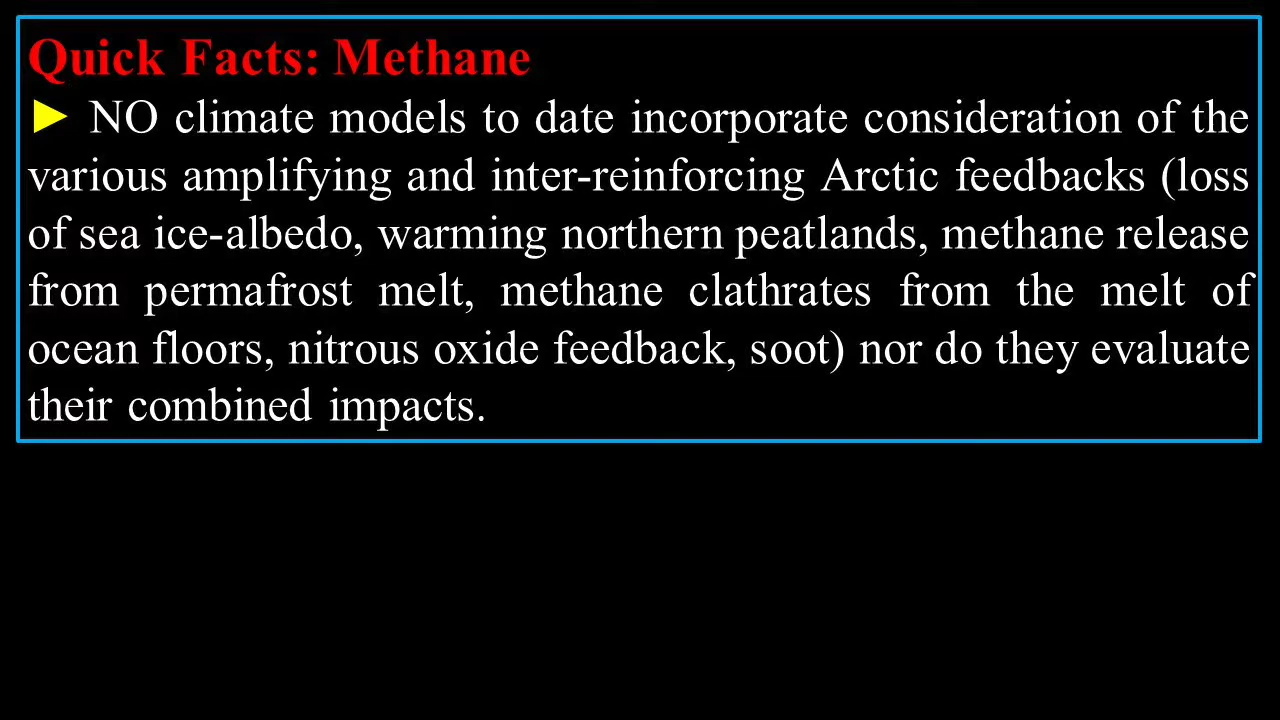 Quick Facts: Methane
► NO climate models to date incorporate consideration of the
various amplifying and inter-reinforcing Arctic feedbacks (loss
of sea ice-albedo, warming northern peatlands, methane release
from permafrost melt, methane clathrates from the melt of
ocean floors, nitrous oxide feedback, soot) nor do they evaluate
their combined impacts.